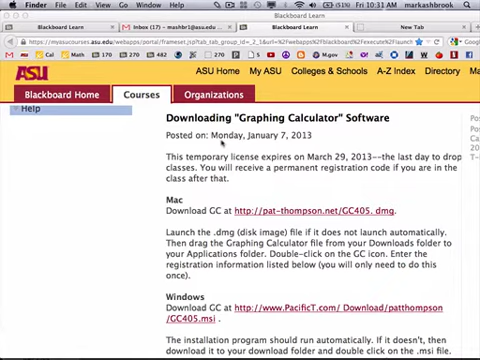 Finder File Edit View Go Window Help 10:31 AM markashbrook
Blackboard Learn
Blackboard Learn Inbox (17) – mashbr1@asu.edu Blackboard Learn New Tab
https://myasucourses.asu.edu/webapps/portal/frameset.jsp?tab_tab_group_id=_2_1&url=
ASU ASU Home My ASU Colleges & Schools A-Z Index Directory
Blackboard Home Courses Organizations
Help
Downloading "Graphing Calculator" Software
Posted on: Monday, January 7, 2013
This temporary license expires on March 29, 2013--the last day to drop
classes. You will receive a permanent registration code if you are in the
class after that.
Mac
Download GC at http://pat-thompson.net/GC405. dmg.
Launch the .dmg (disk image) file if it does not launch automatically.
Then drag the Graphing Calculator file from your Downloads folder to
your Applications folder. Double-click on the GC icon. Enter the
registration information listed below (you will only need to do this
once).
Windows
Download GC at http://www.PacificT.com/ Download/patthompson
/GC405.msi .
The installation program should run automatically. If it doesn't, then
download it to your download folder and double click on the .msi file.